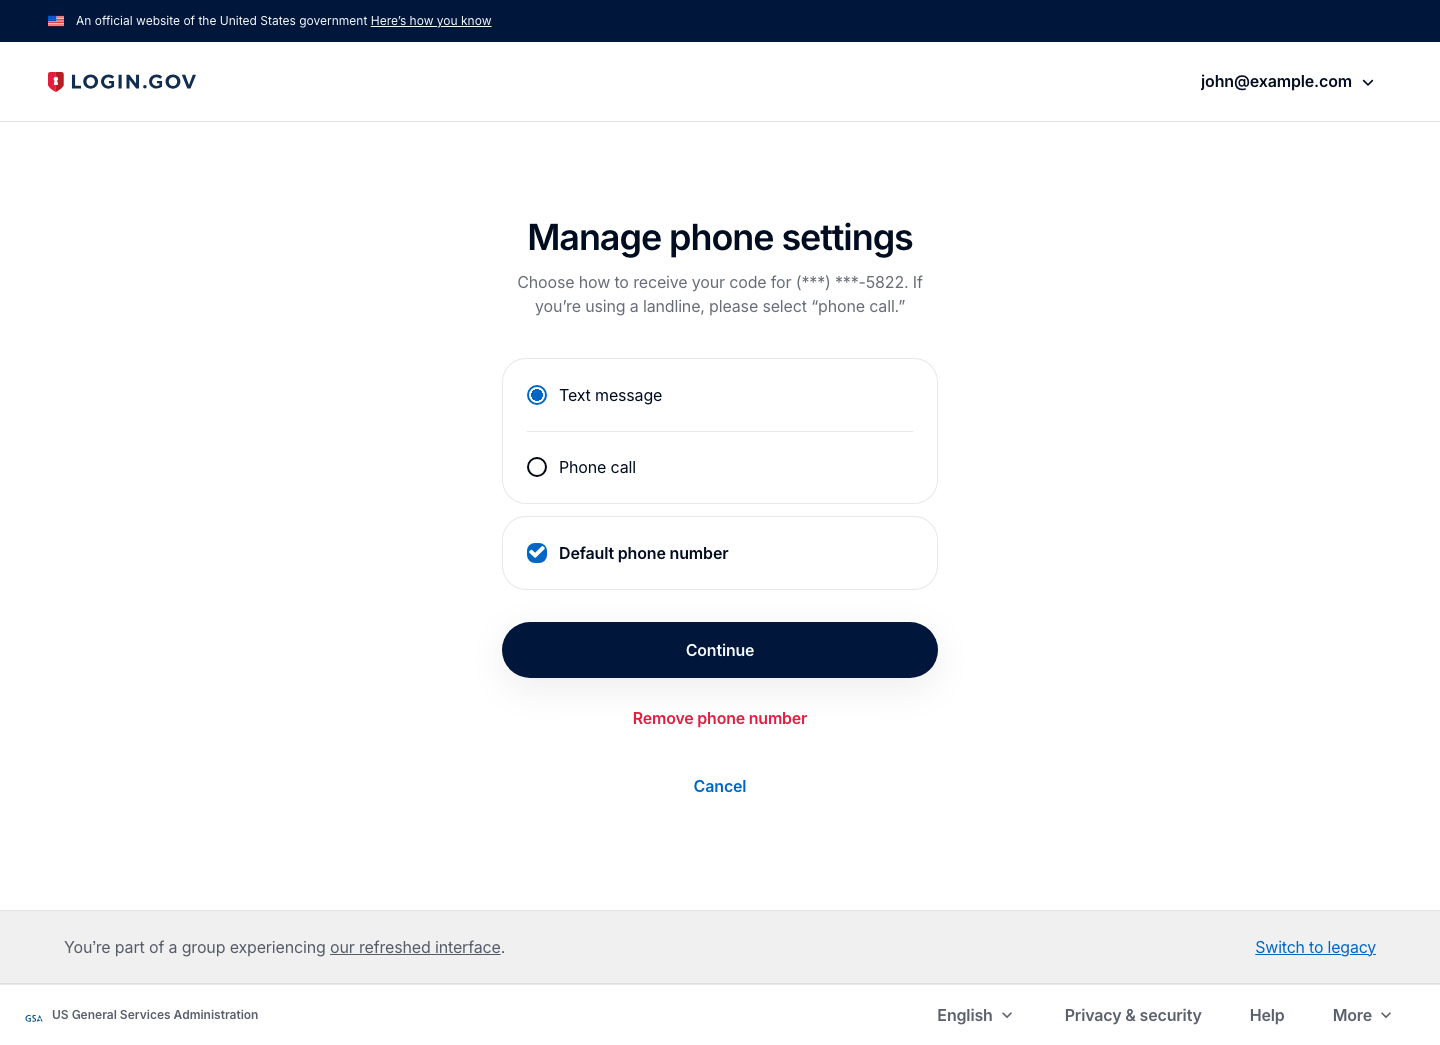 An official website of the United States government Here’s how you know
LOGIN.GOV
john@example.com
Manage phone settings
Choose how to receive your code for (***) ***-5822. If
you’re using a landline, please select “phone call.”
Text message
Phone call
Default phone number
Continue
Remove phone number
Cancel
You’re part of a group experiencing our refreshed interface.
Switch to legacy
GSA US General Services Administration
English
Privacy & security
Help
More